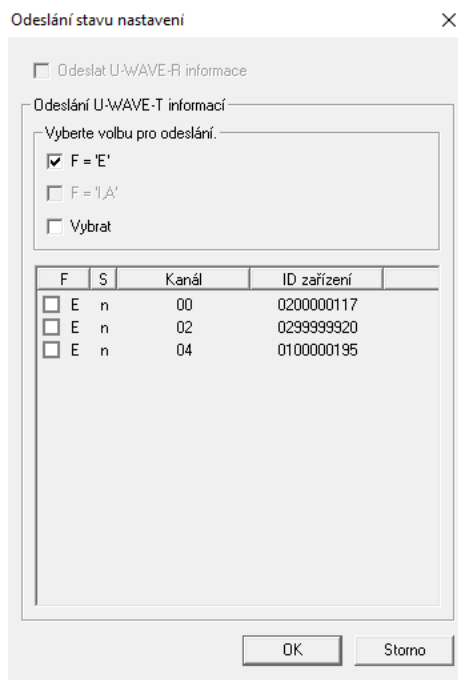 Odeslání stavu nastavení
Odeslat U-WAVE-R informace
Odeslání U-WAVE-T informací
Vyberte volbu pro odeslání.
F = 'E'
F = 'I,A'
Vybrat
F S Kanál ID zařízení
E n 00 0200000117
E n 02 0299999920
E n 04 0100000195
OK Storno